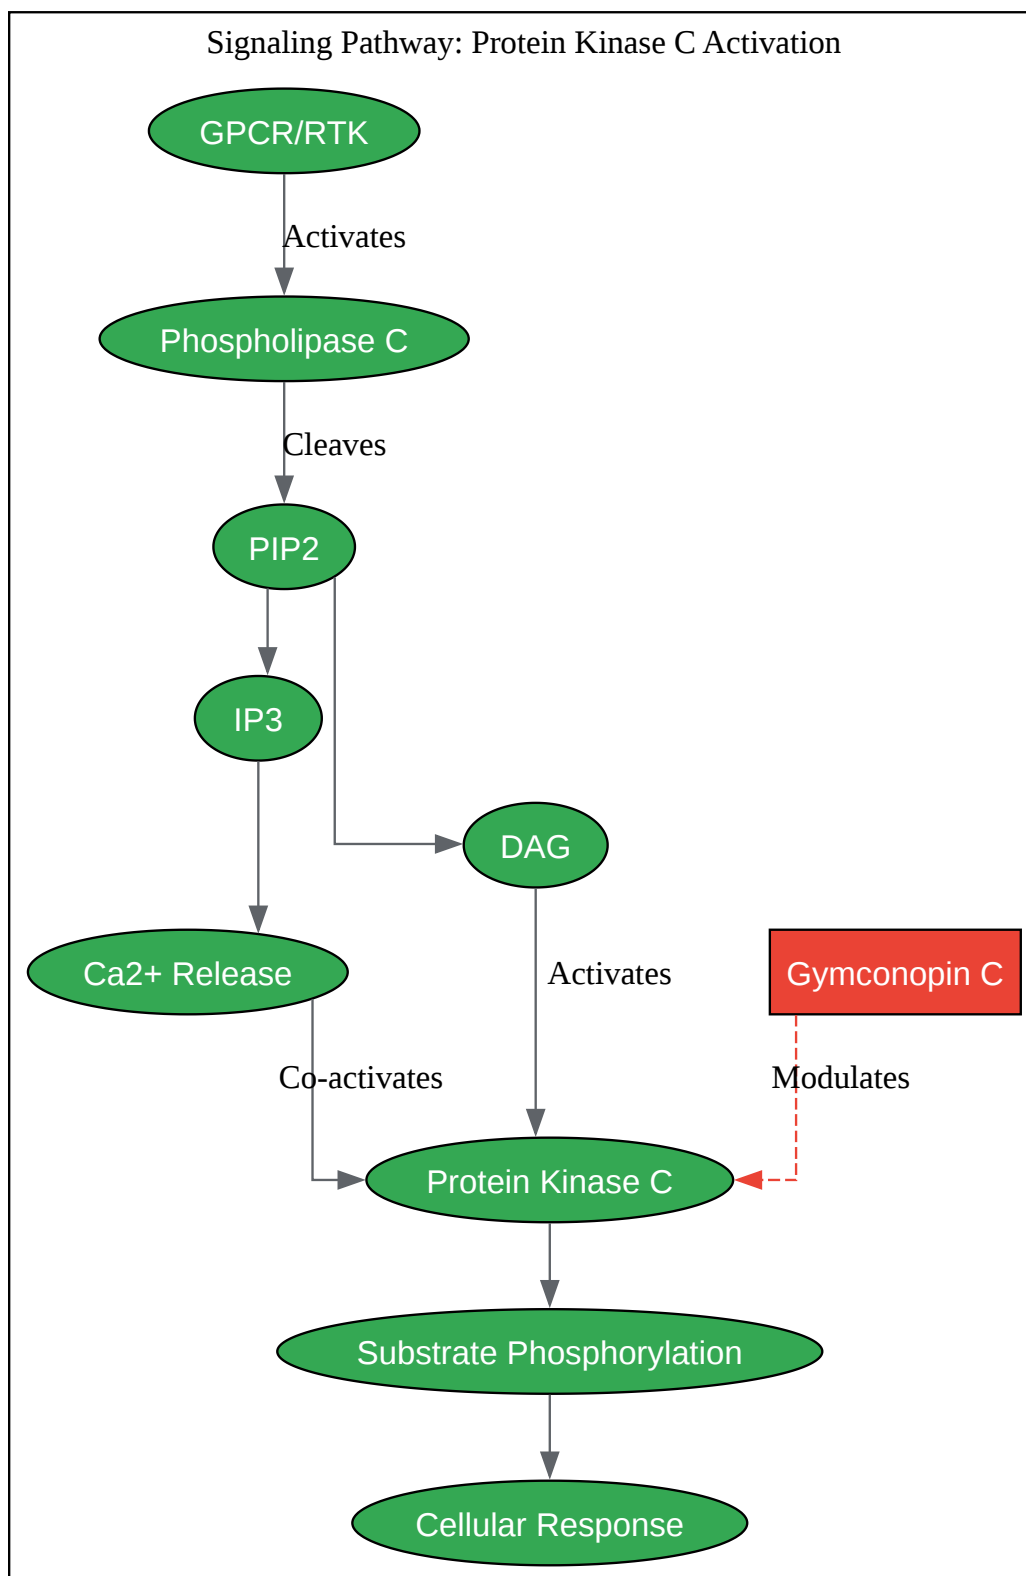 Signaling Pathway: Protein Kinase C Activation
GPCR/RTK
Activates
Phospholipase C
Cleaves
PIP2
IP3
DAG
Ca2+ Release
Activates
Gymconopin C
Co-activates
Modulates
Protein Kinase C
Substrate Phosphorylation
Cellular Response